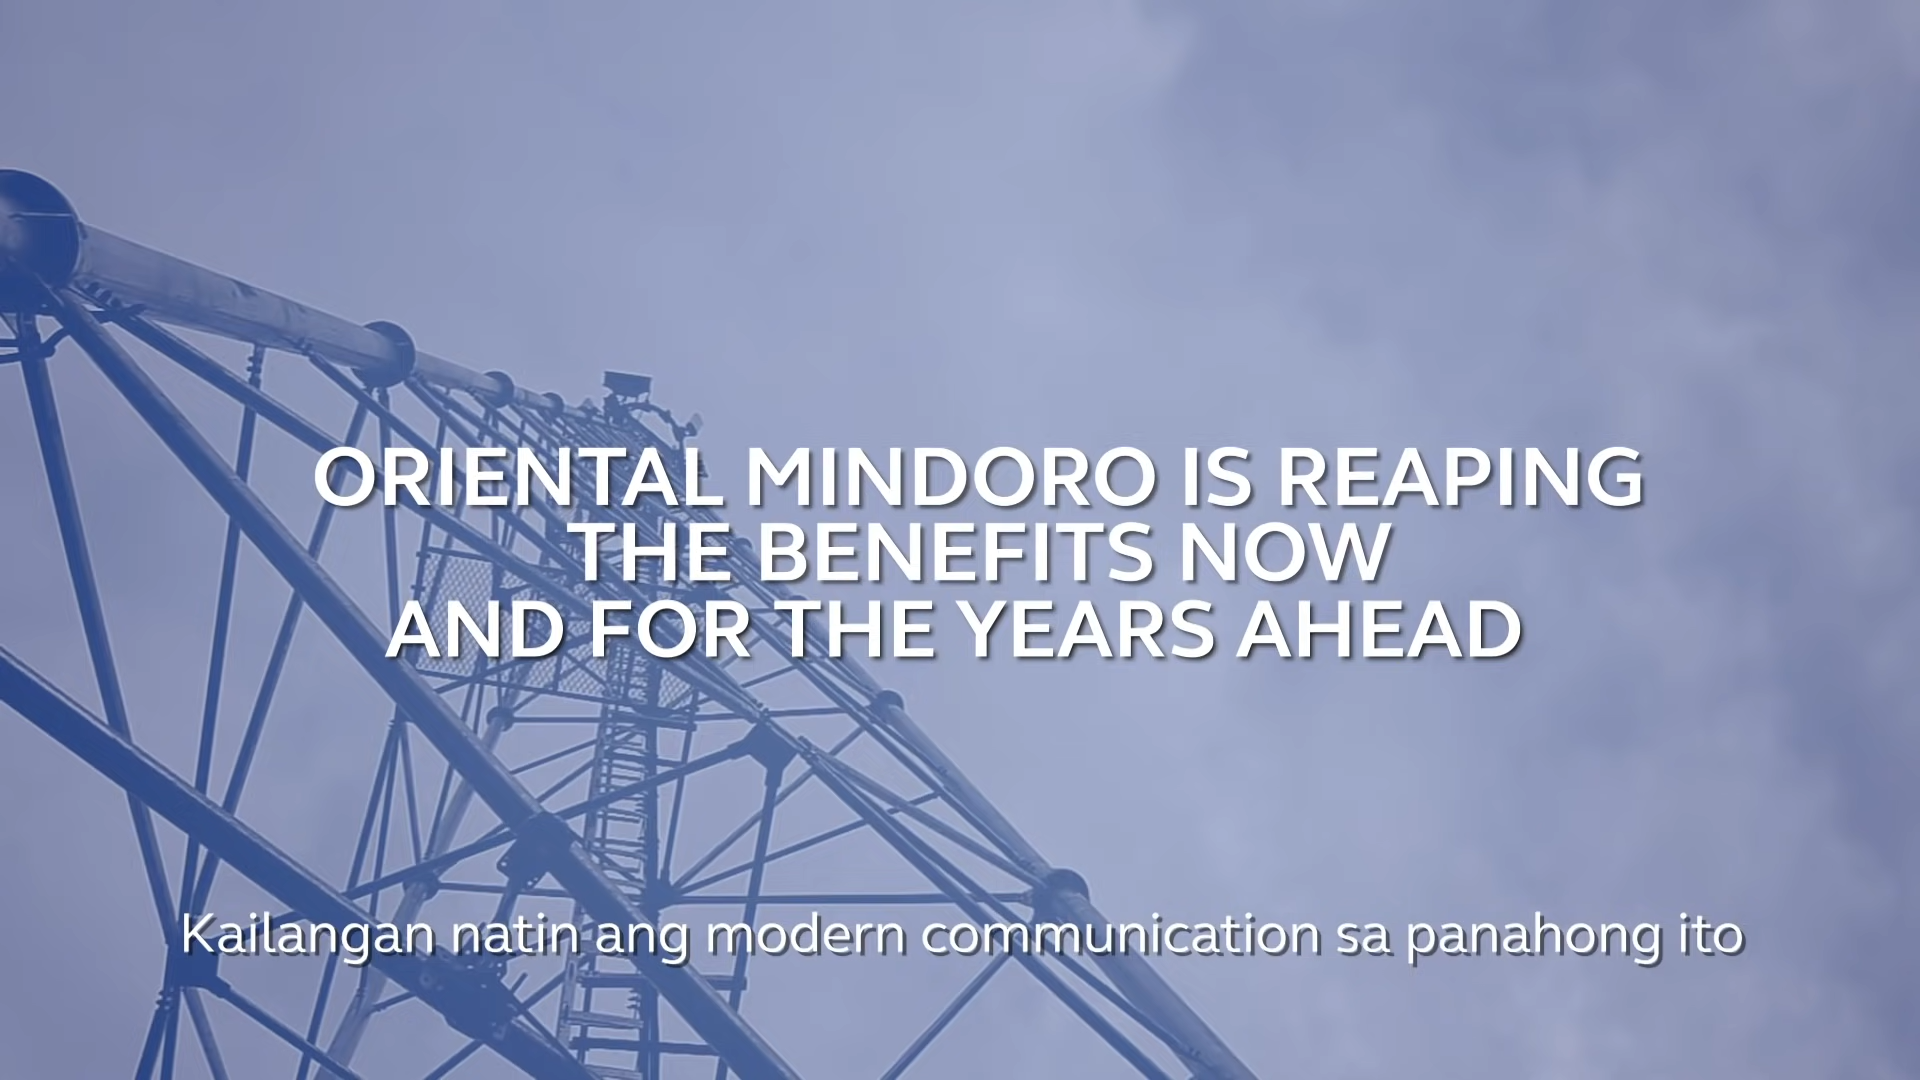 ORIENTAL MINDORO IS REAPING
THE BENEFITS NOW
AND FOR THE YEARS AHEAD
Kailangan natin ang modern communication sa panahong ito